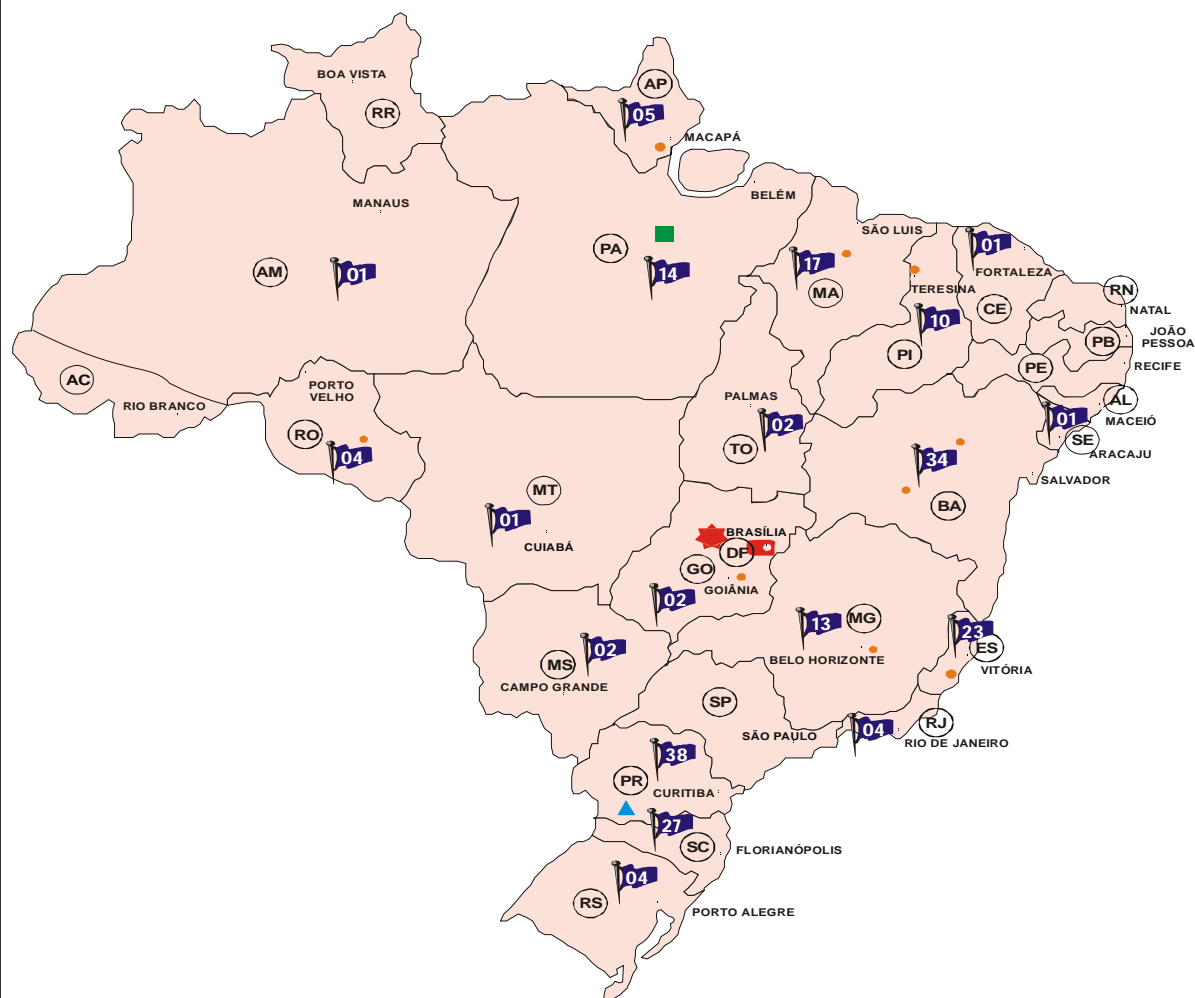 BOA VISTA
RR
AP
05
MACAPÁ
BELÉM
MANAUS
PA
14
AM
01
SÃO LUIS
17
MA
01
FORTALEZA
TERESINA
CE
10
PI
RN
NATAL
JOÃO
PESSOA
PB
RECIFE
PE
AC
RIO BRANCO
PORTO
VELHO
RO
04
PALMAS
02
TO
AL
MACEIÓ
01
SE
ARACAJU
SALVADOR
34
BA
MT
01
CUIABÁ
BRASÍLIA
DF
GO
GOIÂNIA
02
13
MG
BELO HORIZONTE
23
ES
VITÓRIA
02
MS
CAMPO GRANDE
SP
SÃO PAULO
04
RJ
RIO DE JANEIRO
38
PR
CURITIBA
27
SC
FLORIANÓPOLIS
04
RS
PORTO ALEGRE